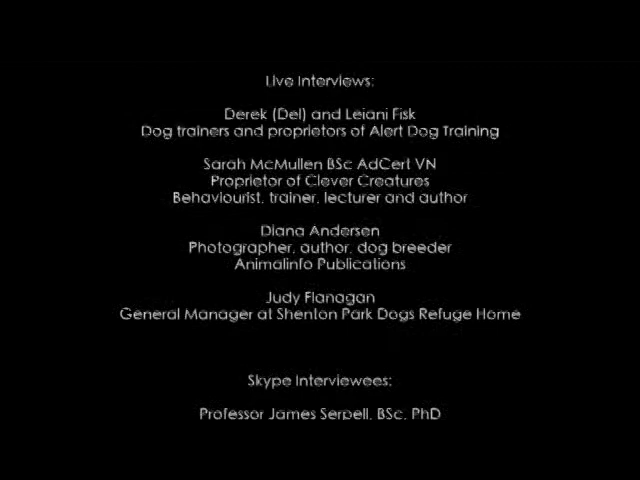 Live Interviews:
Derek (Del) and Leiani Fisk
Dog trainers and proprietors of Alert Dog Training
Sarah McMullen BSc AdCert VN
Proprietor of Clever Creatures
Behaviourist, trainer, lecturer and author
Diana Andersen
Photographer, author, dog breeder
Animalinfo Publications
Judy Flanagan
General Manager at Shenton Park Dogs Refuge Home
Skype Interviewees:
Professor James Serpell, BSc, PhD